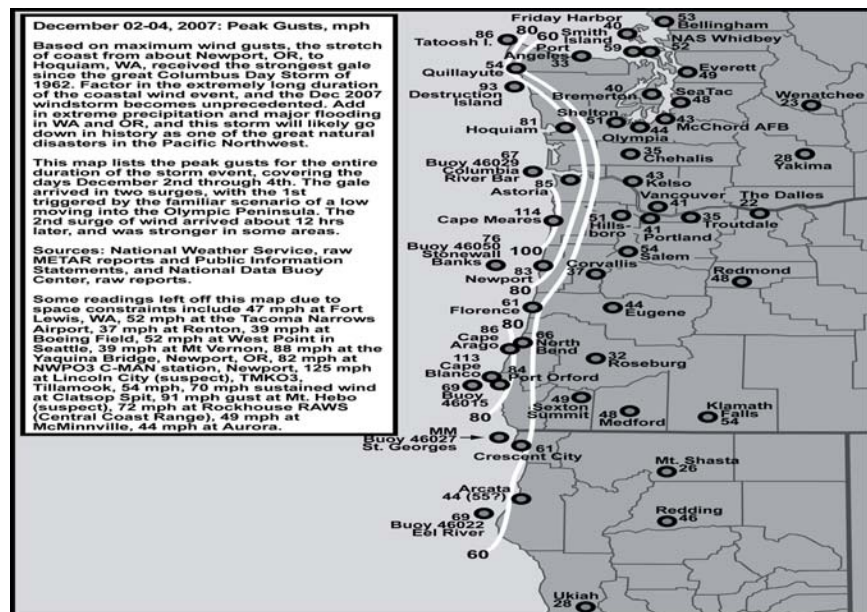 December 02-04, 2007: Peak Gusts, mph
Based on maximum wind gusts, the stretch
of coast from about Newport, OR, to
Hoquiam, WA, received the strongest gale
since the great Columbus Day Storm of
1962. Factor in the extremely long duration
of the coastal wind event, and the Dec 2007
windstorm becomes unprecedented. Add
in extreme precipitation and major flooding
in WA and OR, and this storm will likely go
down in history as one of the great natural
disasters in the Pacific Northwest.
This map lists the peak gusts for the entire
duration of the storm event, covering the
days December 2nd through 4th. The gale
arrived in two surges, with the 1st
triggered by the familiar scenario of a low
moving into the Olympic Peninsula. The
2nd surge of wind arrived about 12 hrs
later, and was stronger in some areas.
Sources: National Weather Service, raw
METAR reports and Public Information
Statements, and National Data Buoy
Center, raw reports.
Some readings left off this map due to
space constraints include 47 mph at Fort
Lewis, WA, 52 mph at the Tacoma Narrows
Airport, 37 mph at Renton, 39 mph at
Boeing Field, 52 mph at West Point in
Seattle, 39 mph at Mt Vernon, 88 mph at the
Yaquina Bridge, Newport, OR, 82 mph at
NWPO3 C-MAN station, Newport, 125 mph
at Lincoln City (suspect), TMKO3,
Tillamook, 54 mph, 70 mph sustained wind
at Clatsop Spit, 91 mph gust at Mt. Hebo
(suspect), 72 mph at Rockhouse RAWS
(Central Coast Range), 49 mph at
McMinnville, 44 mph at Aurora.
Friday Harbor
40
53
Bellingham
86
Tatoosh I.
80
60
Smith
Island
59
NAS Whidbey
52
Port
Angeles
33
54
Quillayute
Everett
49
93
Destruction
Island
40
Bremerton
SeaTac
48
Wenatchee
23
81
Hoquiam
Shelton
51
44
Olympia
43
McChord AFB
35
Chehalis
28
Yakima
67
Buoy 46029
Columbia
River Bar
Astoria
85
43
Kelso
Vancouver
41
The Dalles
22
114
Cape Meares
51
Hills-
boro
41
Portland
35
Troutdale
76
Buoy 46050
Stonewall
Banks
100
83
Newport
80
54
Salem
Corvallis
37
Redmond
48
61
Florence
44
Eugene
80
86
Cape
Arago
66
North
Bend
32
Roseburg
113
Cape
Blanco
84
Port Orford
69
Buoy
46015
80
49
Sexton
Summit
48
Medford
Klamath
Falls
54
MM
Buoy 46027
St. Georges
61
Crescent City
Mt. Shasta
26
Arcata
44 (55?)
69
Buoy 46022
Eel River
60
Redding
46
Ukiah
28